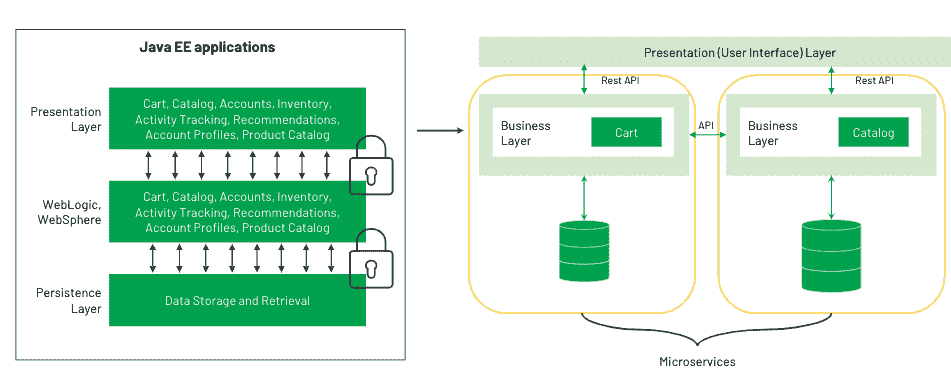 Java EE applications
Presentation
Layer
Cart, Catalog, Accounts, Inventory,
Activity Tracking, Recommendations,
Account Profiles, Product Catalog
WebLogic,
WebSphere
Cart, Catalog, Accounts, Inventory,
Activity Tracking, Recommendations,
Account Profiles, Product Catalog
Persistence
Layer
Data Storage and Retrieval
Presentation (User Interface) Layer
Rest API
Rest API
Business
Layer
Cart
API
Business
Layer
Catalog
Microservices